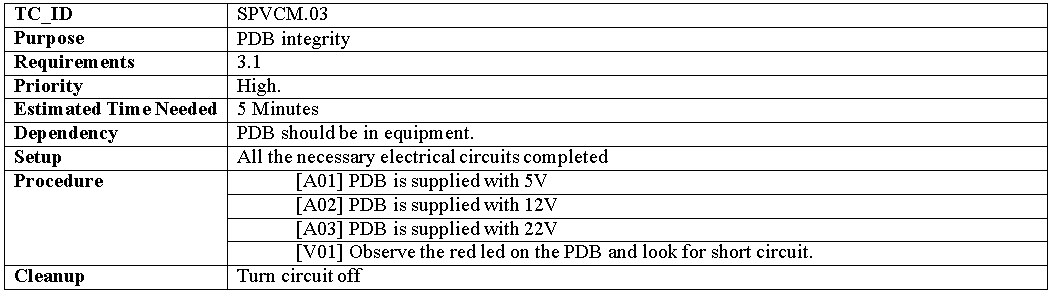 TC_ID SPVCM.03
Purpose PDB integrity
Requirements 3.1
Priority High.
Estimated Time Needed 5 Minutes
Dependency PDB should be in equipment.
Setup All the necessary electrical circuits completed
Procedure [A01] PDB is supplied with 5V
[A02] PDB is supplied with 12V
[A03] PDB is supplied with 22V
[V01] Observe the red led on the PDB and look for short circuit.
Cleanup Turn circuit off